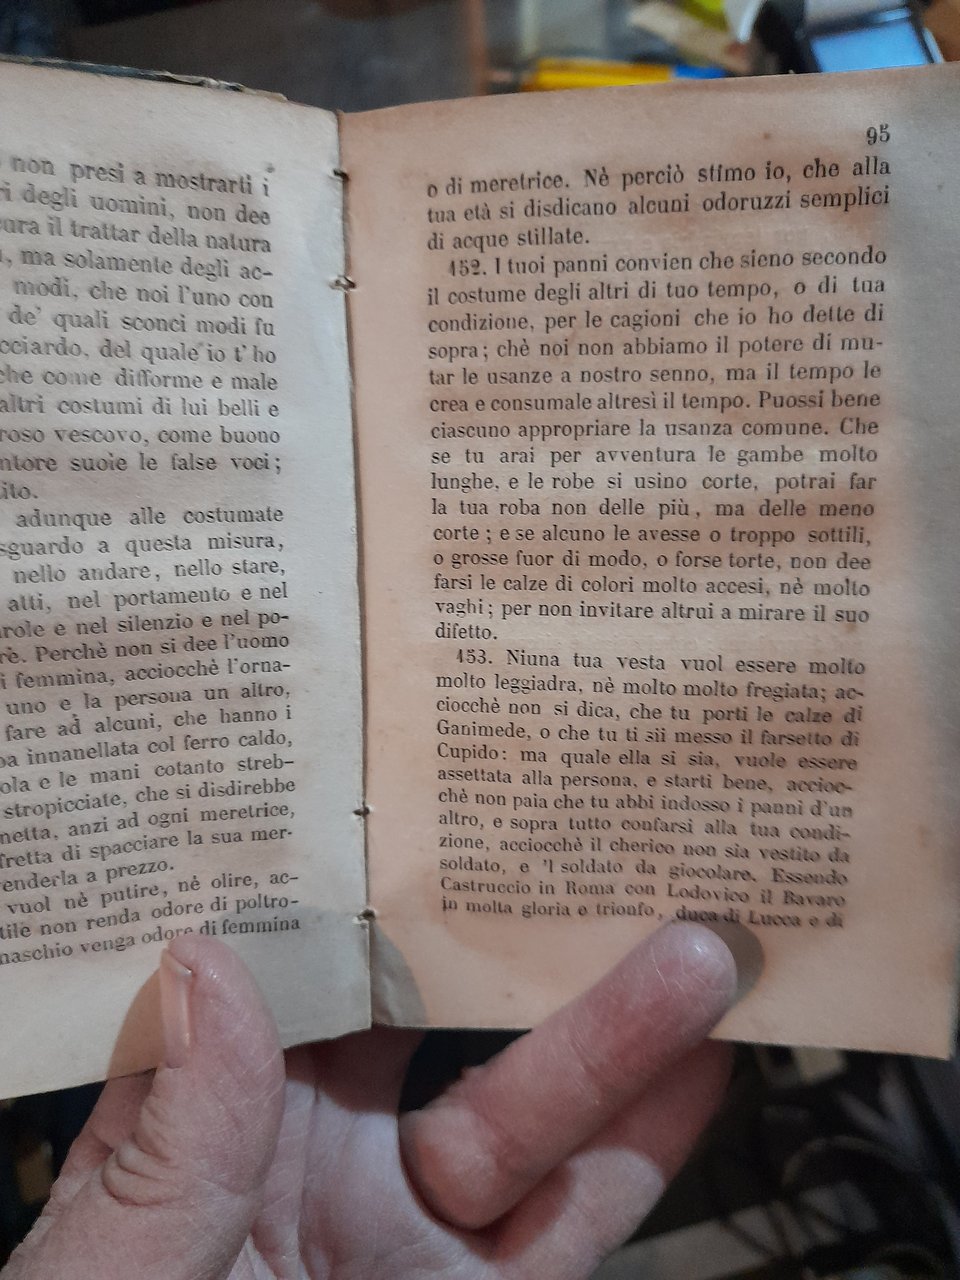 non presi a mostrarti i
degli uomini, non dee
il trattar della natura
ma solamente degli ac-
modi, che noi l'uno con
de' quali sconci modi fu
del quale io t' ho
che come difforme e male
altri costumi di lui belli e
vescovo, come buono
suoie le false voci;
adunque alle costumate
a questa misura,
nello andare, nello stare,
atti, nel portamento e nel
e nel silenzio e nel po-
Perchè non si dee l'uomo
femmina, acciocchè l'orna-
uno e la persona un altro,
fare ad alcuni, che hanno i
innanellata col ferro caldo,
e le mani cotanto streb-
stropicciate, che si disdirebbe
anzi ad ogni meretrice,
fretta di spacciare la sua mer-
a prezzo.
vuol nè putire, nè olire, ac-
non renda odore di poltro-
maschio venga odore di femmina
95
o di meretrice. Nè perciò stimo io, che alla
tua età si disdicano alcuni odoruzzi semplici
di acque stillate.
152. I tuoi panni convien che sieno secondo
il costume degli altri di tuo tempo, o di tua
condizione, per le cagioni che io ho dette di
sopra; chè noi non abbiamo il potere di mu-
tar le usanze a nostro senno, ma il tempo le
crea e consumale altresì il tempo. Puossi bene
ciascuno appropriare la usanza comune. Che
se tu arai per avventura le gambe molto
lunghe, e le robe si usino corte, potrai far
la tua roba non delle più, ma delle meno
corte; e se alcuno le avesse o troppo sottili,
o grosse fuor di modo, o forse torte, non dee
farsi le calze di colori molto accesi, nè molto
vaghi; per non invitare altrui a mirare il suo
difetto.
153. Niuna tua vesta vuol essere molto
molto leggiadra, nè molto molto fregiata; ac-
ciocchè non si dica, che tu porti le calze di
Ganimede, o che tu ti sii messo il farsetto di
Cupido: ma quale ella si sia, vuole essere
assettata alla persona, e starti bene, accioc-
chè non paia che tu abbi indosso i panni d'un
altro, e sopra tutto confarsi alla tua condi-
zione, acciocchè il cherico non sia vestito da
soldato, e 'l soldato da giocolare. Essendo
Castruccio in Roma con Lodovico il Bavaro
in molta gloria e trionfo, duca di Lucca e di